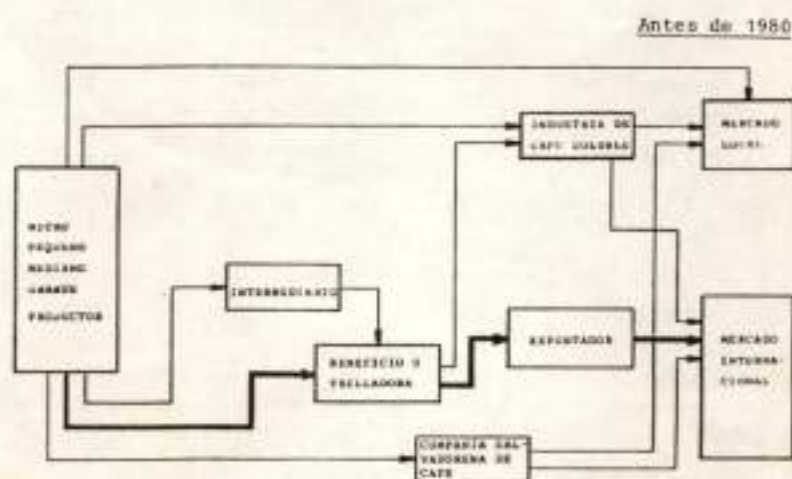 Antes de 1980
INDUSTRIA DE
CAFE SOLUBLE
MERCADO
LOCAL
MICRO
PEQUEÑO
MEDIANO
GRANDE
PRODUCTOR
INTERMEDIARIO
BENEFICIO O
TRILLADORA
EXPORTADOR
MERCADO
INTERNA-
CIONAL
COMPAÑIA SAL-
VADOREÑA DE
CAFE